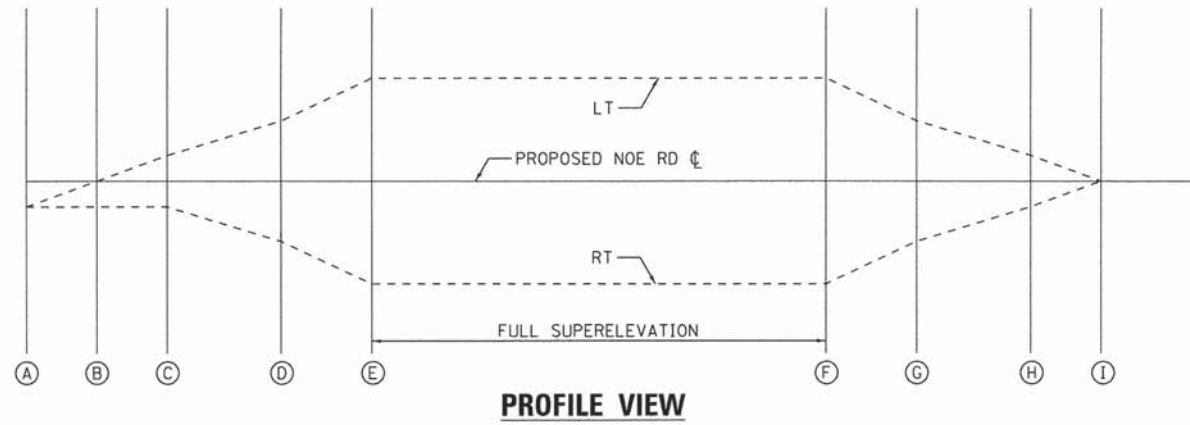 LT
PROPOSED NOE RD ℄
RT
FULL SUPERELEVATION
A B C D E F G H I
PROFILE VIEW